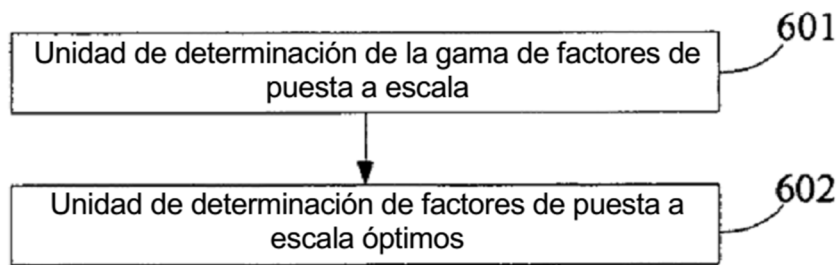 Unidad de determinación de la gama de factores de
puesta a escala
601
Unidad de determinación de factores de puesta a
escala óptimos
602